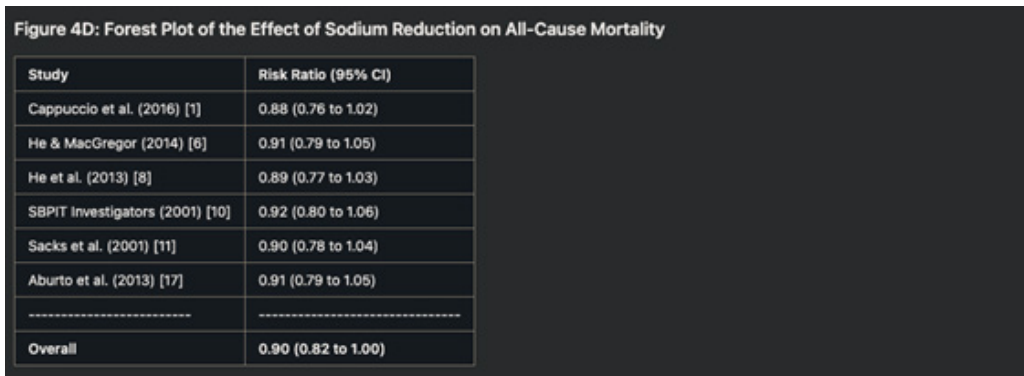 Figure 4D: Forest Plot of the Effect of Sodium Reduction on All-Cause Mortality
Study Risk Ratio (95% CI)
Cappuccio et al. (2016) [1] 0.88 (0.76 to 1.02)
He & MacGregor (2014) [6] 0.91 (0.79 to 1.05)
He et al. (2013) [8] 0.89 (0.77 to 1.03)
SBPIT Investigators (2001) [10] 0.92 (0.80 to 1.06)
Sacks et al. (2001) [11] 0.90 (0.78 to 1.04)
Aburto et al. (2013) [17] 0.91 (0.79 to 1.05)
------------------------- -------------------------------
Overall 0.90 (0.82 to 1.00)